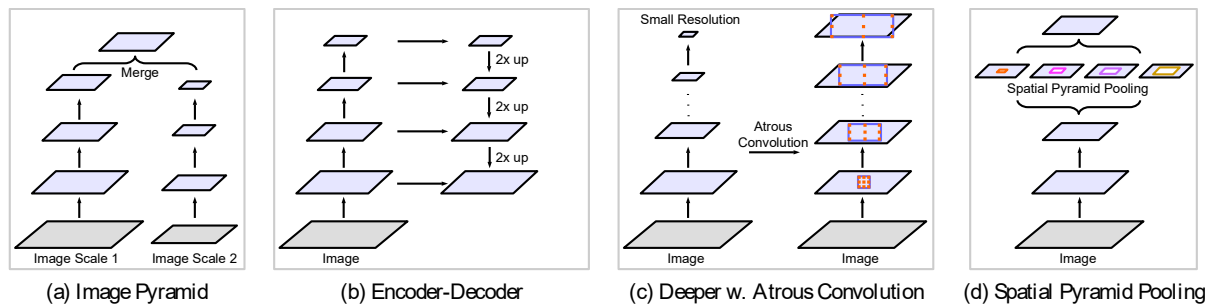 Merge
Image Scale 1
Image Scale 2
(a) Image Pyramid
2x up
2x up
2x up
Image
(b) Encoder-Decoder
Small Resolution
Atrous
Convolution
Image
Image
(c) Deeper w. Atrous Convolution
Spatial Pyramid Pooling
Image
(d) Spatial Pyramid Pooling